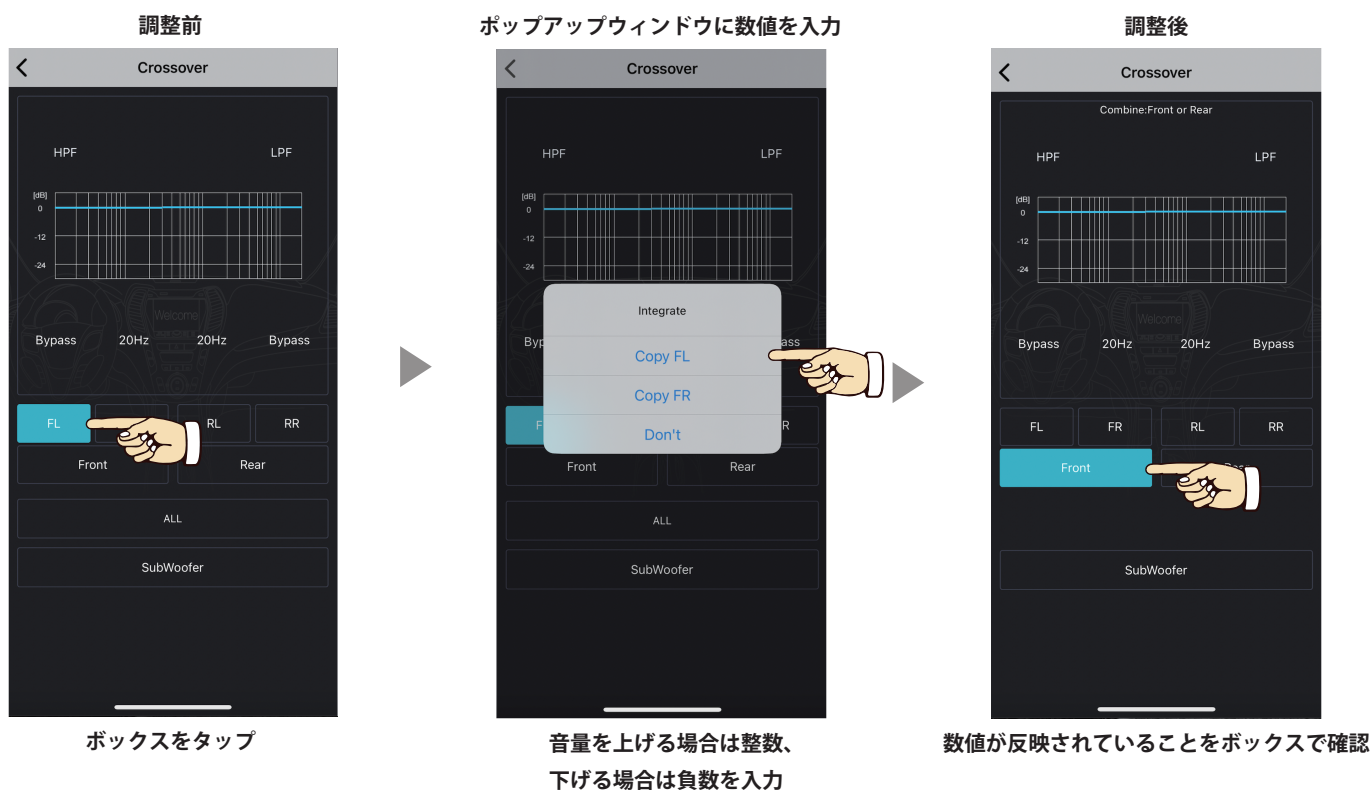 調整前
Crossover
HPF
LPF
[dB]
0
-12
-24
Welcome
Bypass
20Hz
20Hz
Bypass
FL
RL
RR
Front
Rear
ALL
SubWoofer
ボックスをタップ
ポップアップウィンドウに数値を入力
Crossover
HPF
LPF
[dB]
0
-12
-24
Integrate
Copy FL
Copy FR
Don't
Byp
ass
F
R
Front
Rear
ALL
SubWoofer
音量を上げる場合は整数、
下げる場合は負数を入力
調整後
Crossover
Combine:Front or Rear
HPF
LPF
[dB]
0
-12
-24
Welcome
Bypass
20Hz
20Hz
Bypass
FL
FR
RL
RR
Front
SubWoofer
数値が反映されていることをボックスで確認